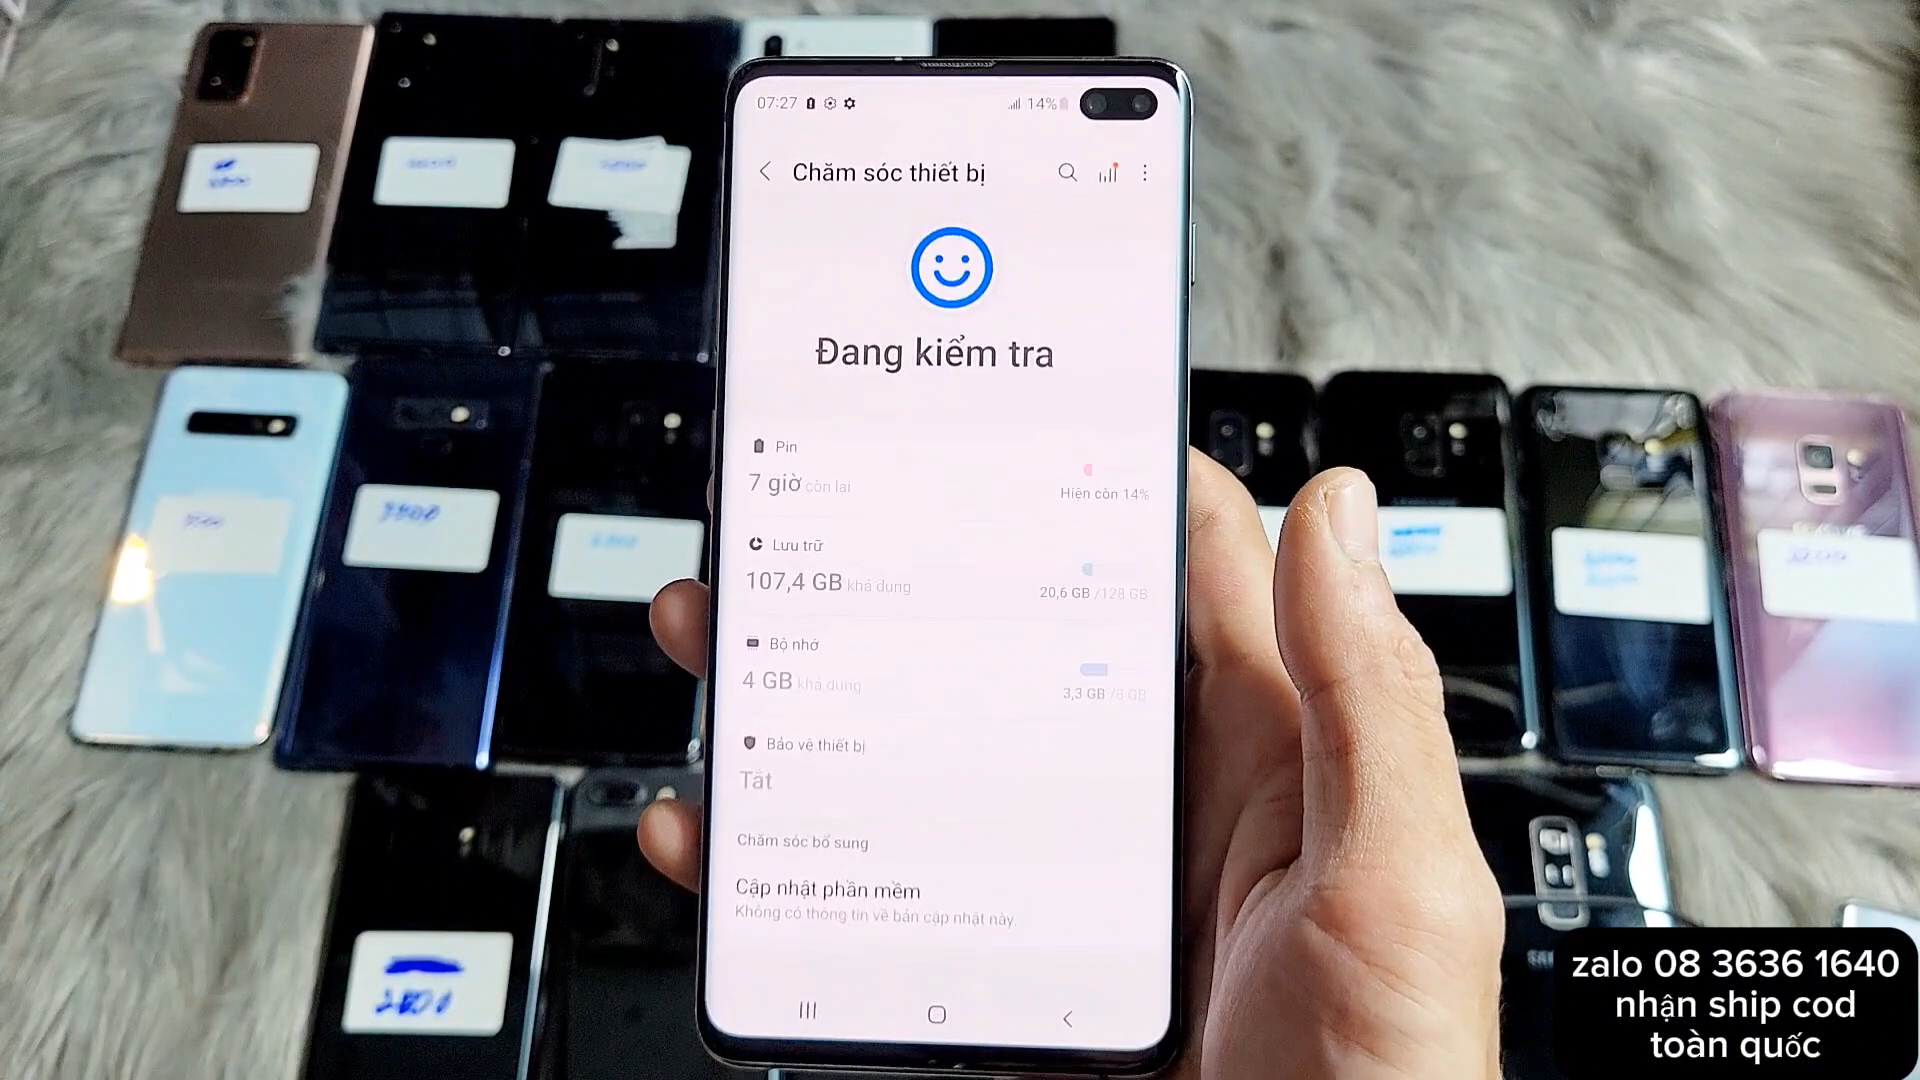 07:27
14%
Chăm sóc thiết bị
Đang kiểm tra
Pin
7 giờ còn lại
Hiện còn 14%
Lưu trữ
107,4 GB khả dụng
20,6 GB /128 GB
Bộ nhớ
4 GB khả dụng
3,3 GB /8 GB
Bảo vệ thiết bị
Tắt
Chăm sóc bổ sung
Cập nhật phần mềm
Không có thông tin về bản cập nhật này.
zalo 08 3636 1640
nhận ship cod
toàn quốc